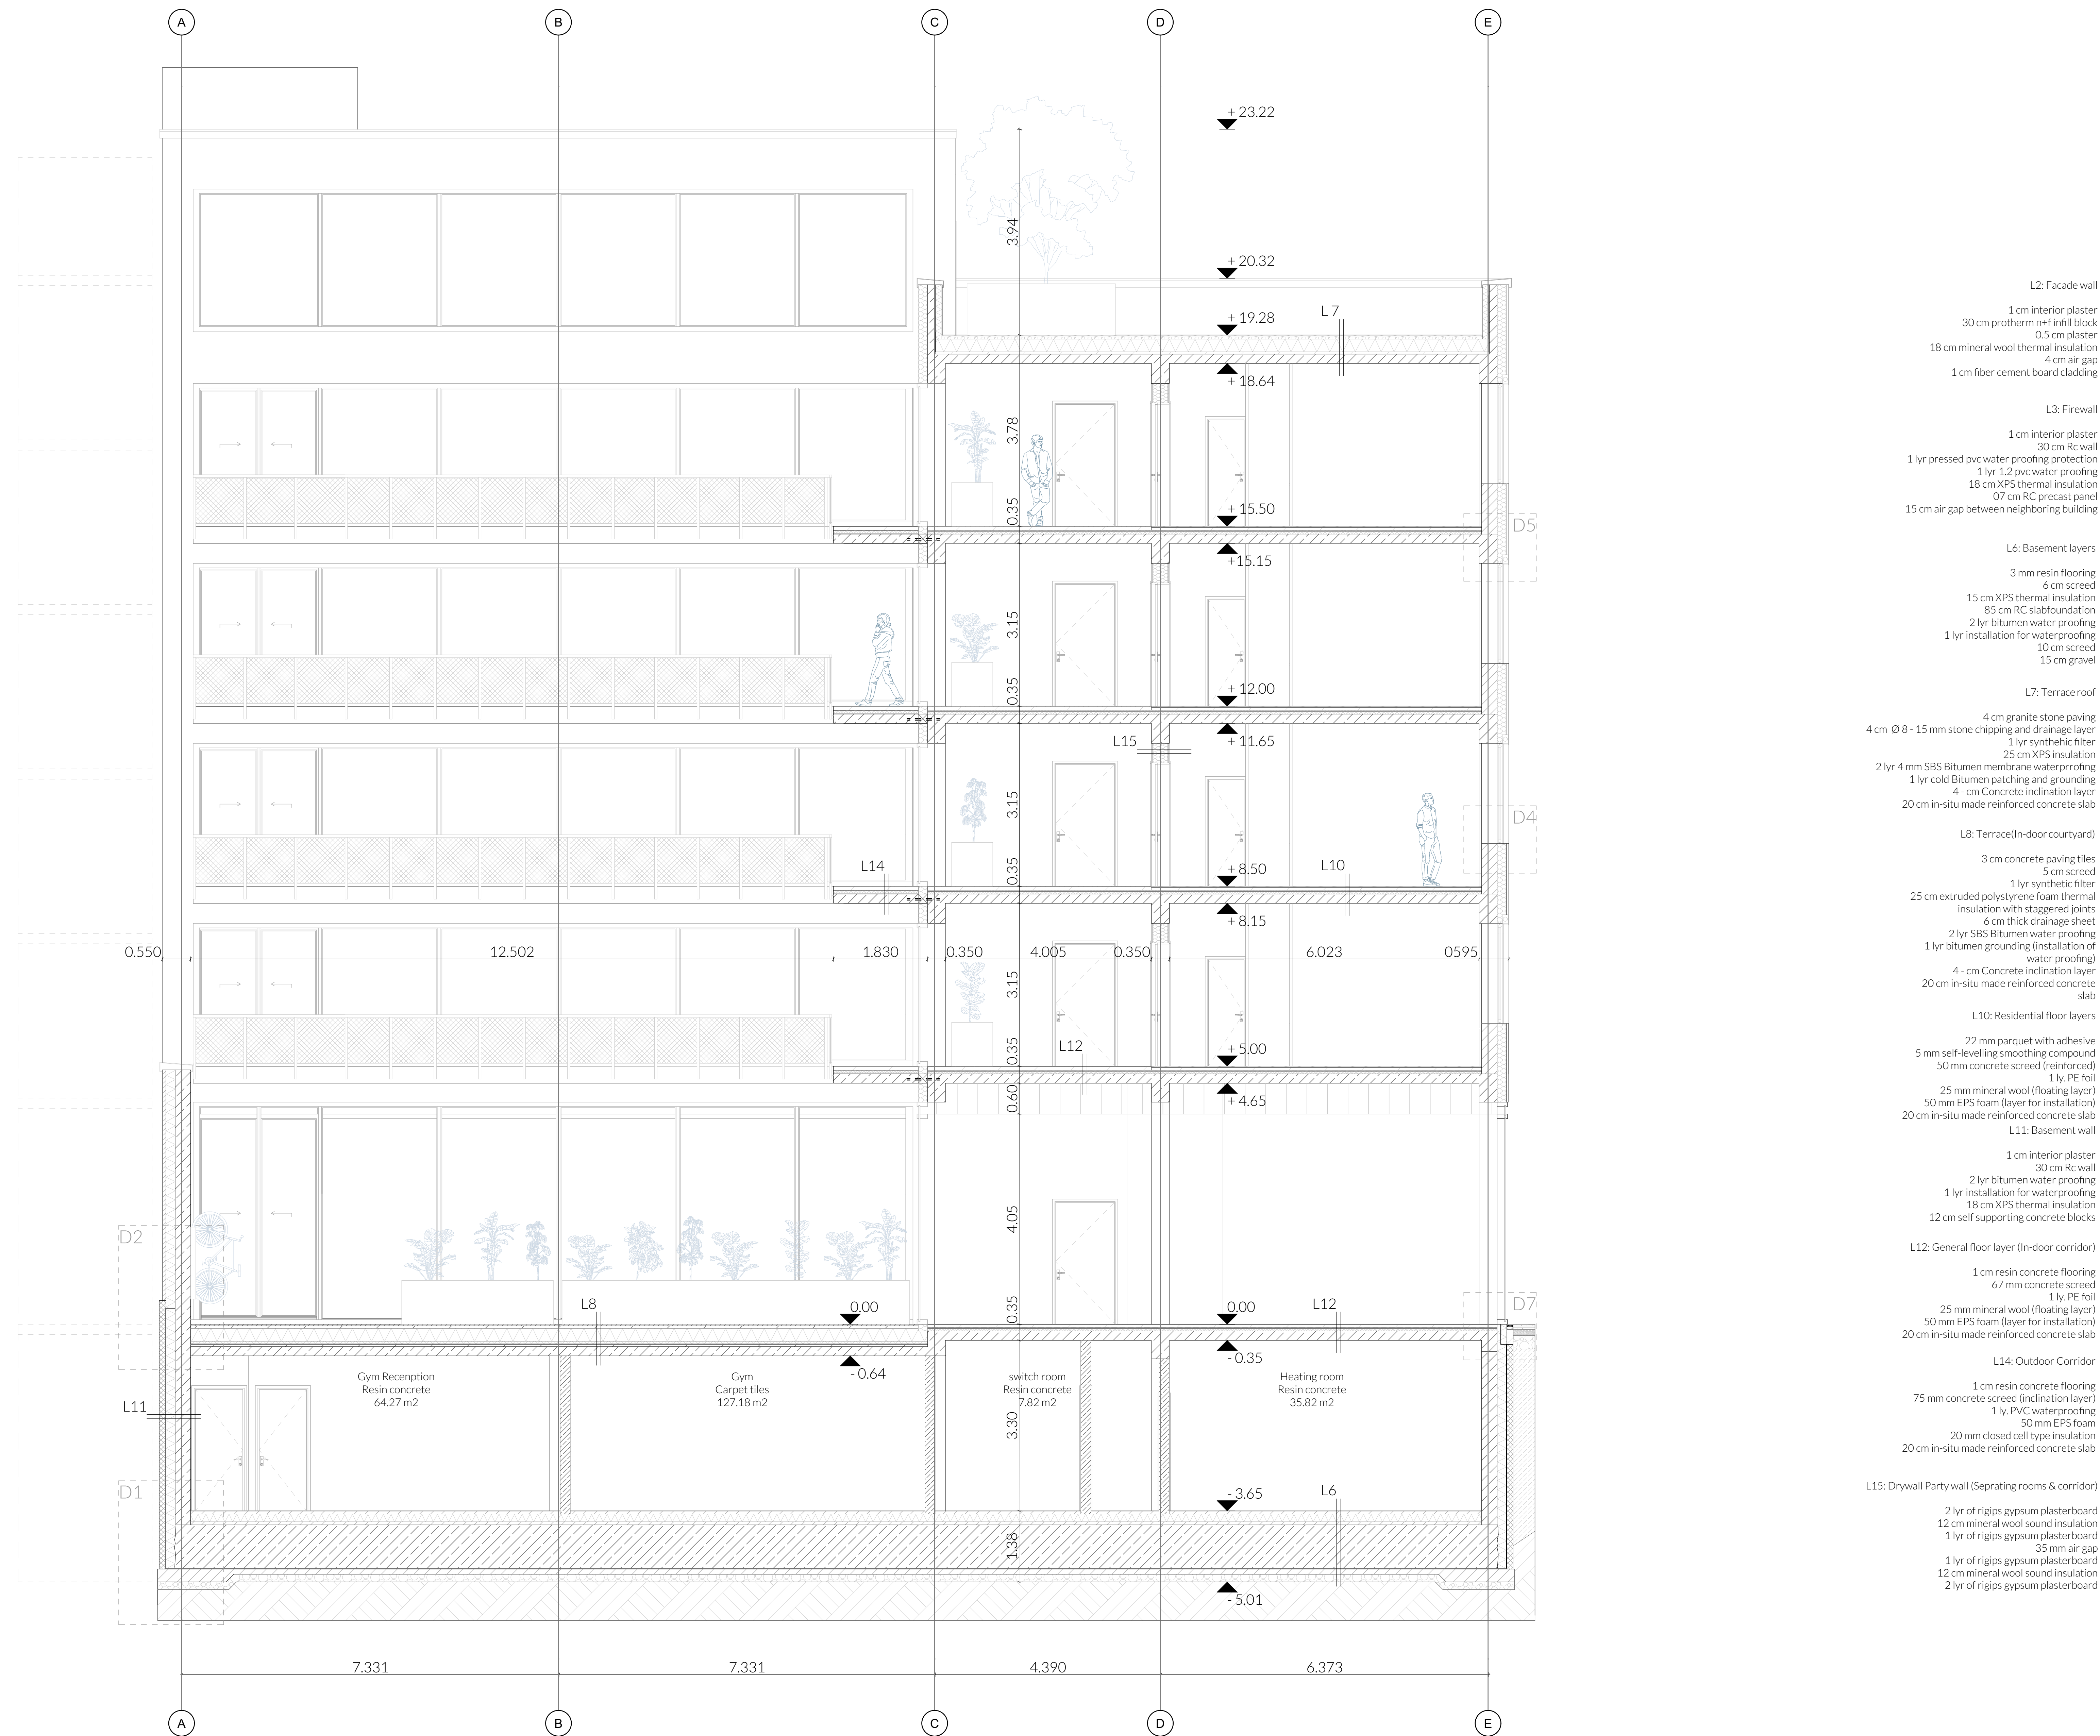 A B C D E
+ 23.22
3.94
+ 20.32
+ 19.28
L 7
+ 18.64
3.78
0.35
+ 15.50
D5
+15.15
3.15
0.35
+ 12.00
L15
+ 11.65
3.15
D4
L14
0.35
+ 8.50
L10
+ 8.15
0.550
12.502
1.830
0.350
4.005
0.350
6.023
0595
3.15
L12
0.35
+ 5.00
0.60
+ 4.65
4.05
D2
L8
0.00
0.35
0.00
L12
D7
- 0.64
- 0.35
Gym Recenption
Resin concrete
64.27 m2
Gym
Carpet tiles
127.18 m2
switch room
Resin concrete
7.82 m2
Heating room
Resin concrete
35.82 m2
L11
3.30
D1
- 3.65
L6
1.38
- 5.01
7.331
7.331
4.390
6.373
A B C D E
L2: Facade wall
1 cm interior plaster
30 cm protherm n+f infill block
0.5 cm plaster
18 cm mineral wool thermal insulation
4 cm air gap
1 cm fiber cement board cladding
L3: Firewall
1 cm interior plaster
30 cm Rc wall
1 lyr pressed pvc water proofing protection
1 lyr 1.2 pvc water proofing
18 cm XPS thermal insulation
07 cm RC precast panel
15 cm air gap between neighboring building
L6: Basement layers
3 mm resin flooring
6 cm screed
15 cm XPS thermal insulation
85 cm RC slabfoundation
2 lyr bitumen water proofing
1 lyr installation for waterproofing
10 cm screed
15 cm gravel
L7: Terrace roof
4 cm granite stone paving
4 cm Ø 8 - 15 mm stone chipping and drainage layer
1 lyr synthehic filter
25 cm XPS insulation
2 lyr 4 mm SBS Bitumen membrane waterprrofing
1 lyr cold Bitumen patching and grounding
4 - cm Concrete inclination layer
20 cm in-situ made reinforced concrete slab
L8: Terrace(In-door courtyard)
3 cm concrete paving tiles
5 cm screed
1 lyr synthetic filter
25 cm extruded polystyrene foam thermal
insulation with staggered joints
6 cm thick drainage sheet
2 lyr SBS Bitumen water proofing
1 lyr bitumen grounding (installation of
water proofing)
4 - cm Concrete inclination layer
20 cm in-situ made reinforced concrete
slab
L10: Residential floor layers
22 mm parquet with adhesive
5 mm self-levelling smoothing compound
50 mm concrete screed (reinforced)
1 ly. PE foil
25 mm mineral wool (floating layer)
50 mm EPS foam (layer for installation)
20 cm in-situ made reinforced concrete slab
L11: Basement wall
1 cm interior plaster
30 cm Rc wall
2 lyr bitumen water proofing
1 lyr installation for waterproofing
18 cm XPS thermal insulation
12 cm self supporting concrete blocks
L12: General floor layer (In-door corridor)
1 cm resin concrete flooring
67 mm concrete screed
1 ly. PE foil
25 mm mineral wool (floating layer)
50 mm EPS foam (layer for installation)
20 cm in-situ made reinforced concrete slab
L14: Outdoor Corridor
1 cm resin concrete flooring
75 mm concrete screed (inclination layer)
1 ly. PVC waterproofing
50 mm EPS foam
20 mm closed cell type insulation
20 cm in-situ made reinforced concrete slab
L15: Drywall Party wall (Seprating rooms & corridor)
2 lyr of rigips gypsum plasterboard
12 cm mineral wool sound insulation
1 lyr of rigips gypsum plasterboard
35 mm air gap
1 lyr of rigips gypsum plasterboard
12 cm mineral wool sound insulation
2 lyr of rigips gypsum plasterboard